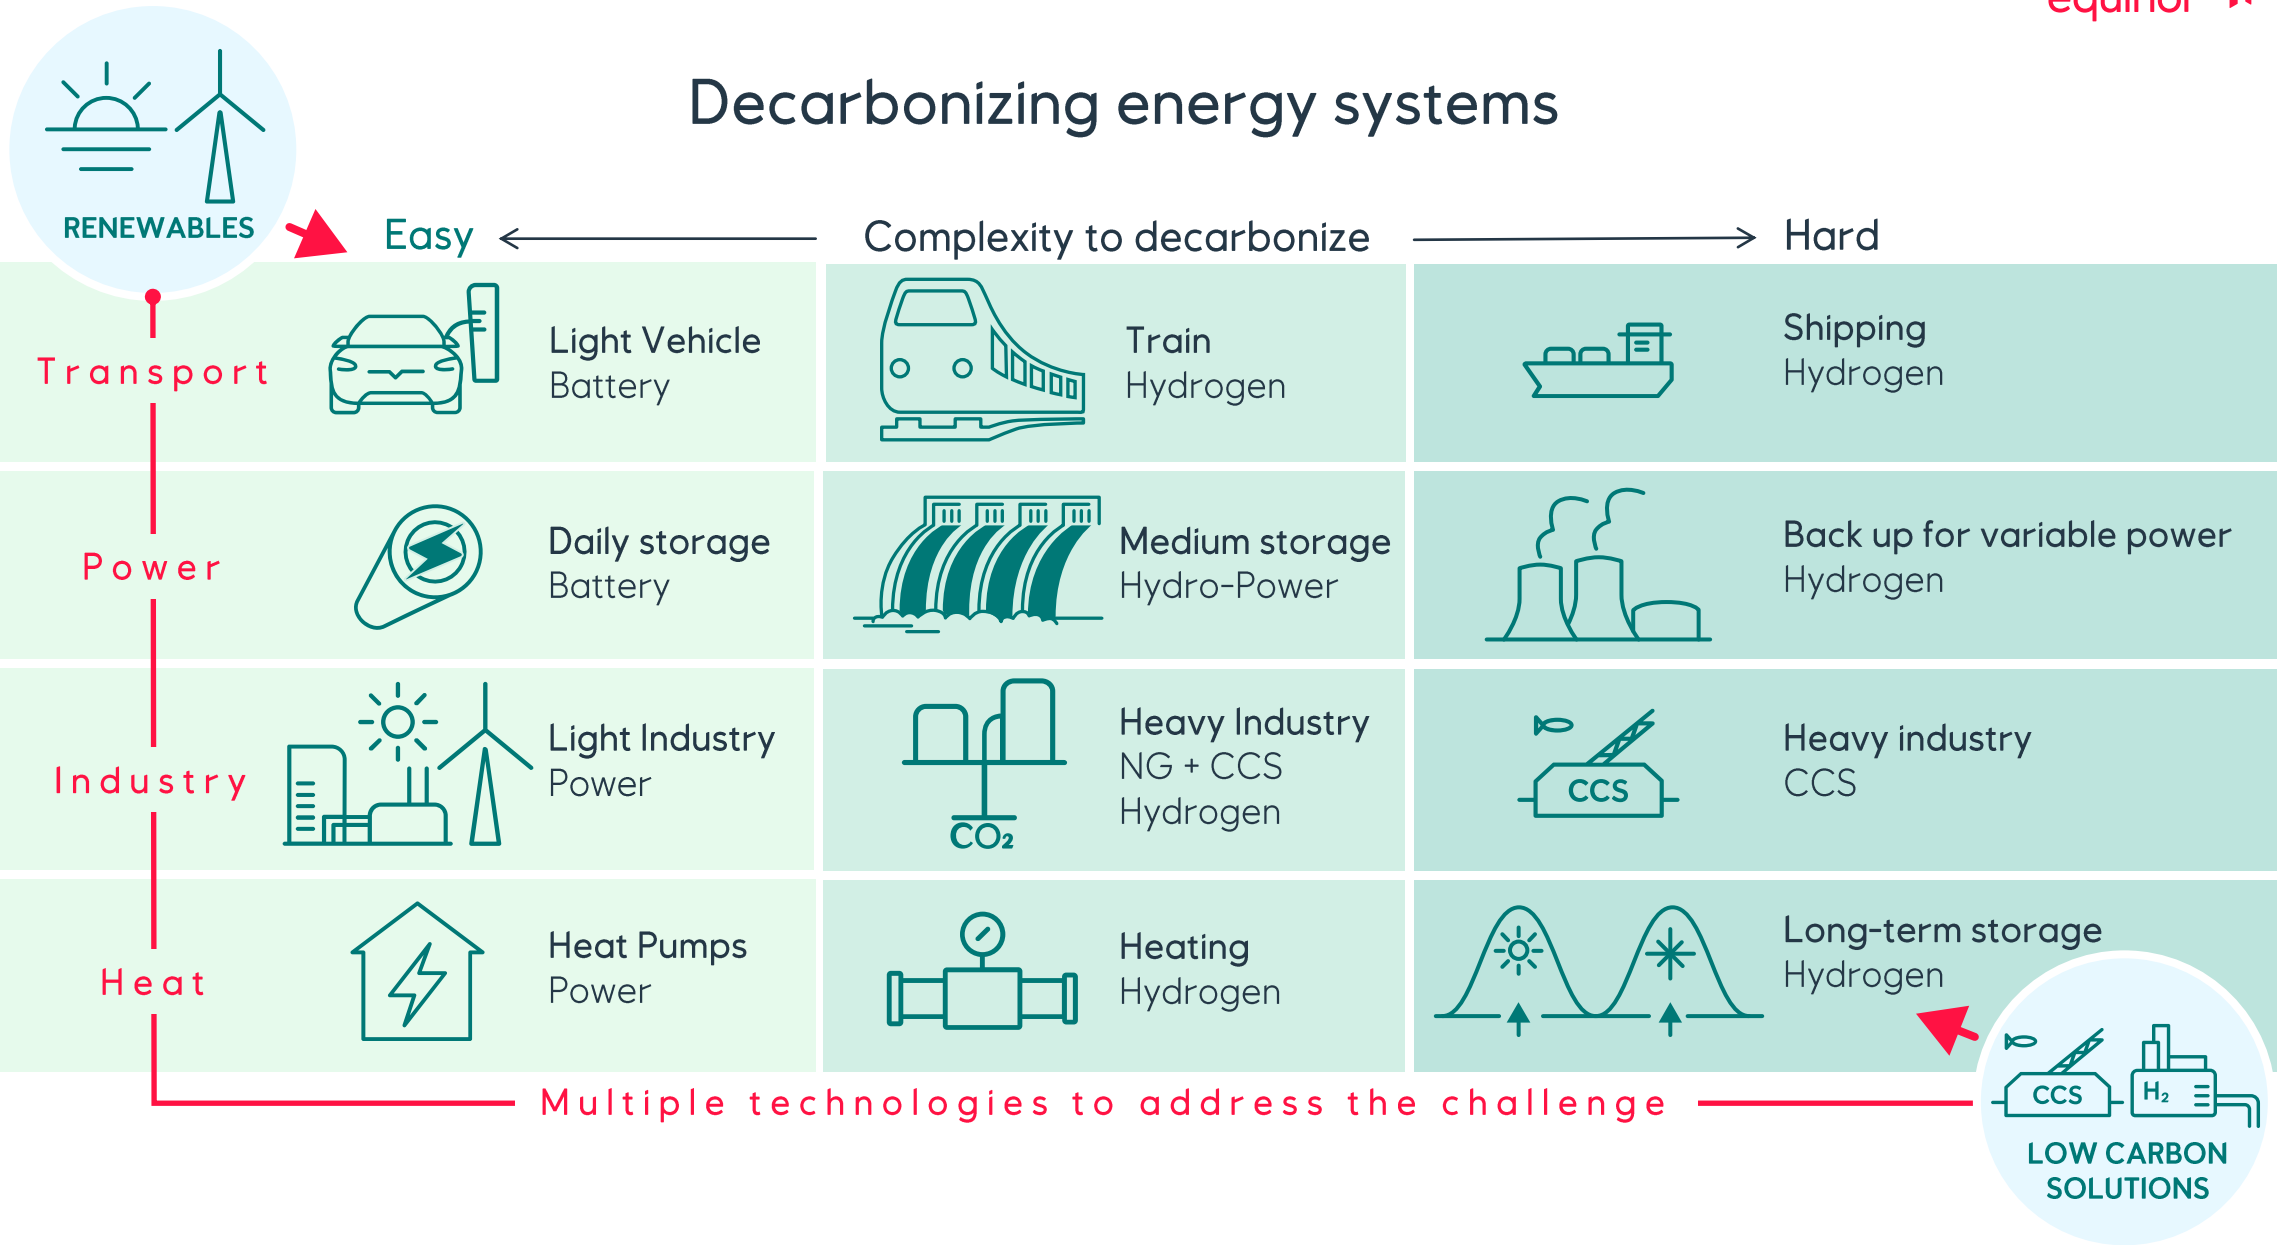 equinor
Decarbonizing energy systems
RENEWABLES
Easy
Complexity to decarbonize
Hard
Transport
Light Vehicle
Battery
Train
Hydrogen
Shipping
Hydrogen
Power
Daily storage
Battery
Medium storage
Hydro-Power
Back up for variable power
Hydrogen
Industry
Light Industry
Power
CO₂
Heavy Industry
NG + CCS
Hydrogen
CCS
Heavy industry
CCS
Heat
Heat Pumps
Power
Heating
Hydrogen
Long-term storage
Hydrogen
Multiple technologies to address the challenge
CCS
H₂
LOW CARBON
SOLUTIONS